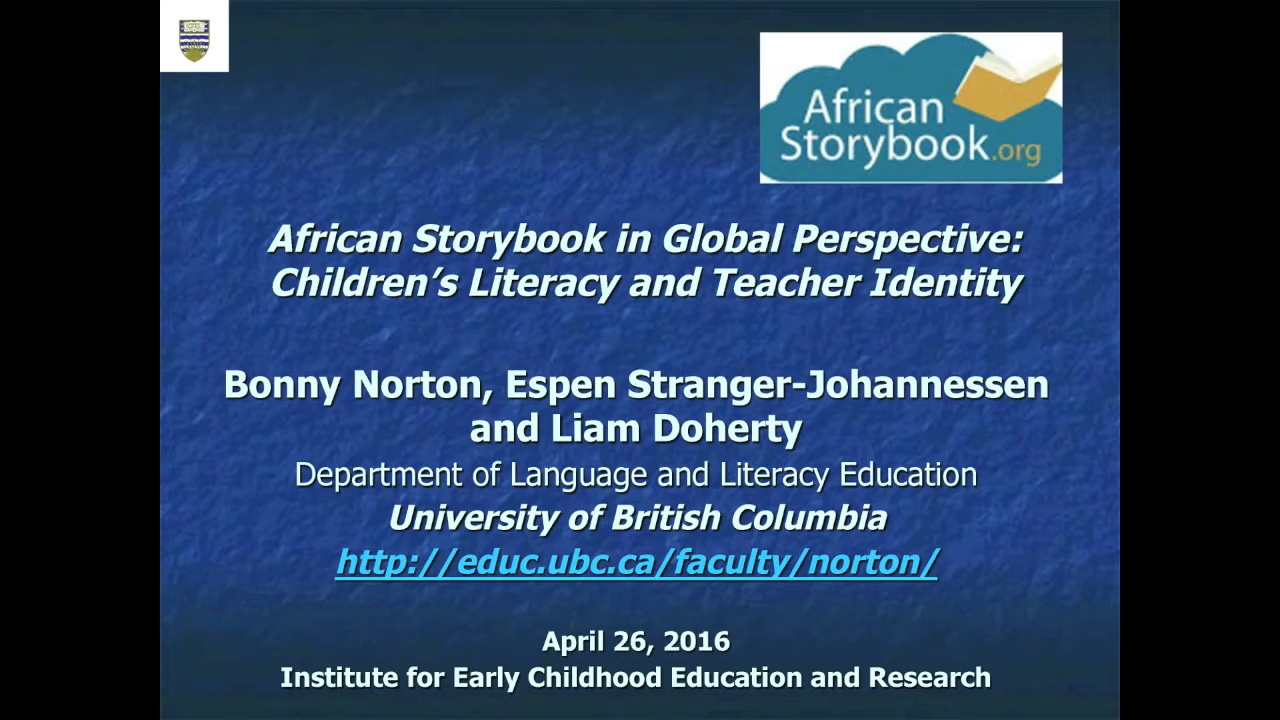 African
Storybook.org
African Storybook in Global Perspective:
Children's Literacy and Teacher Identity
Bonny Norton, Espen Stranger-Johannessen
and Liam Doherty
Department of Language and Literacy Education
University of British Columbia
http://educ.ubc.ca/faculty/norton/
April 26, 2016
Institute for Early Childhood Education and Research